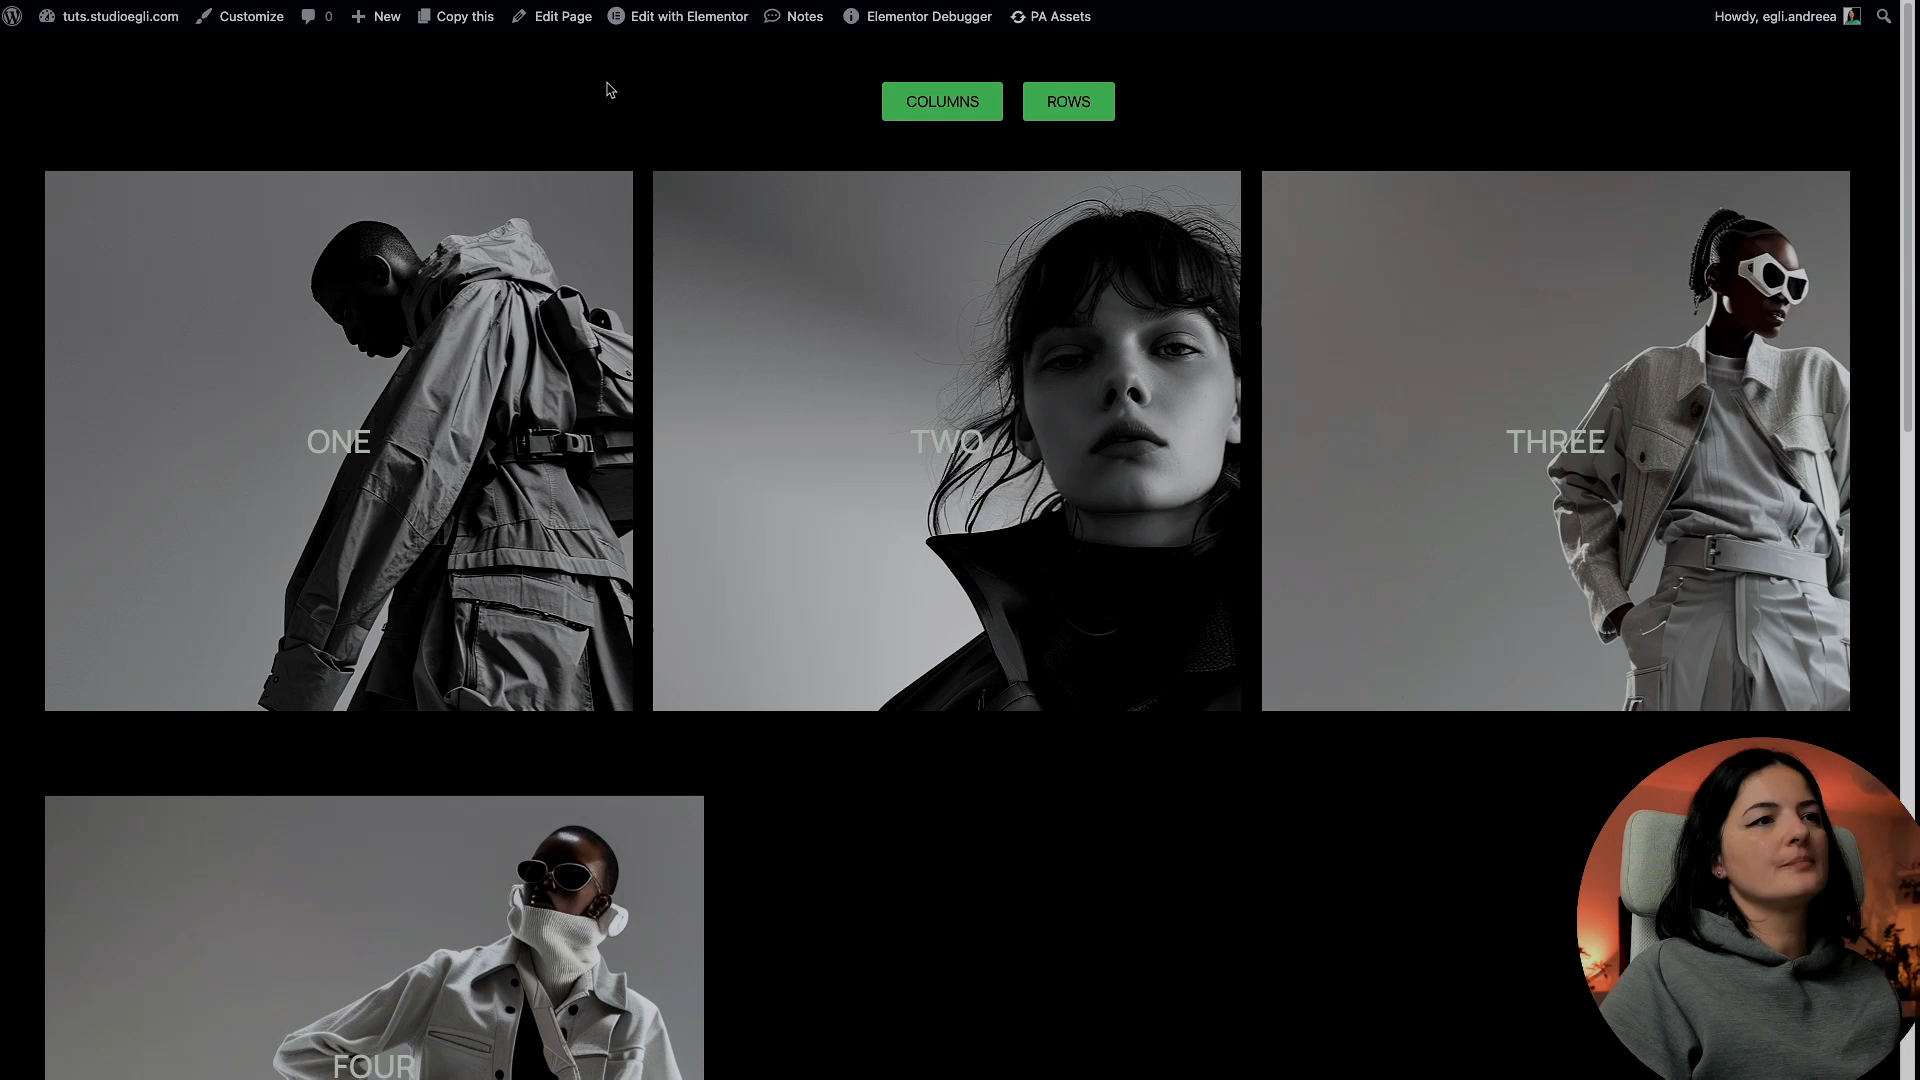 tuts.studioegli.com Customize 0 New Copy this Edit Page Edit with Elementor Notes Elementor Debugger PA Assets Howdy, egli.andreea
COLUMNS ROWS
ONE TWO THREE
FOUR